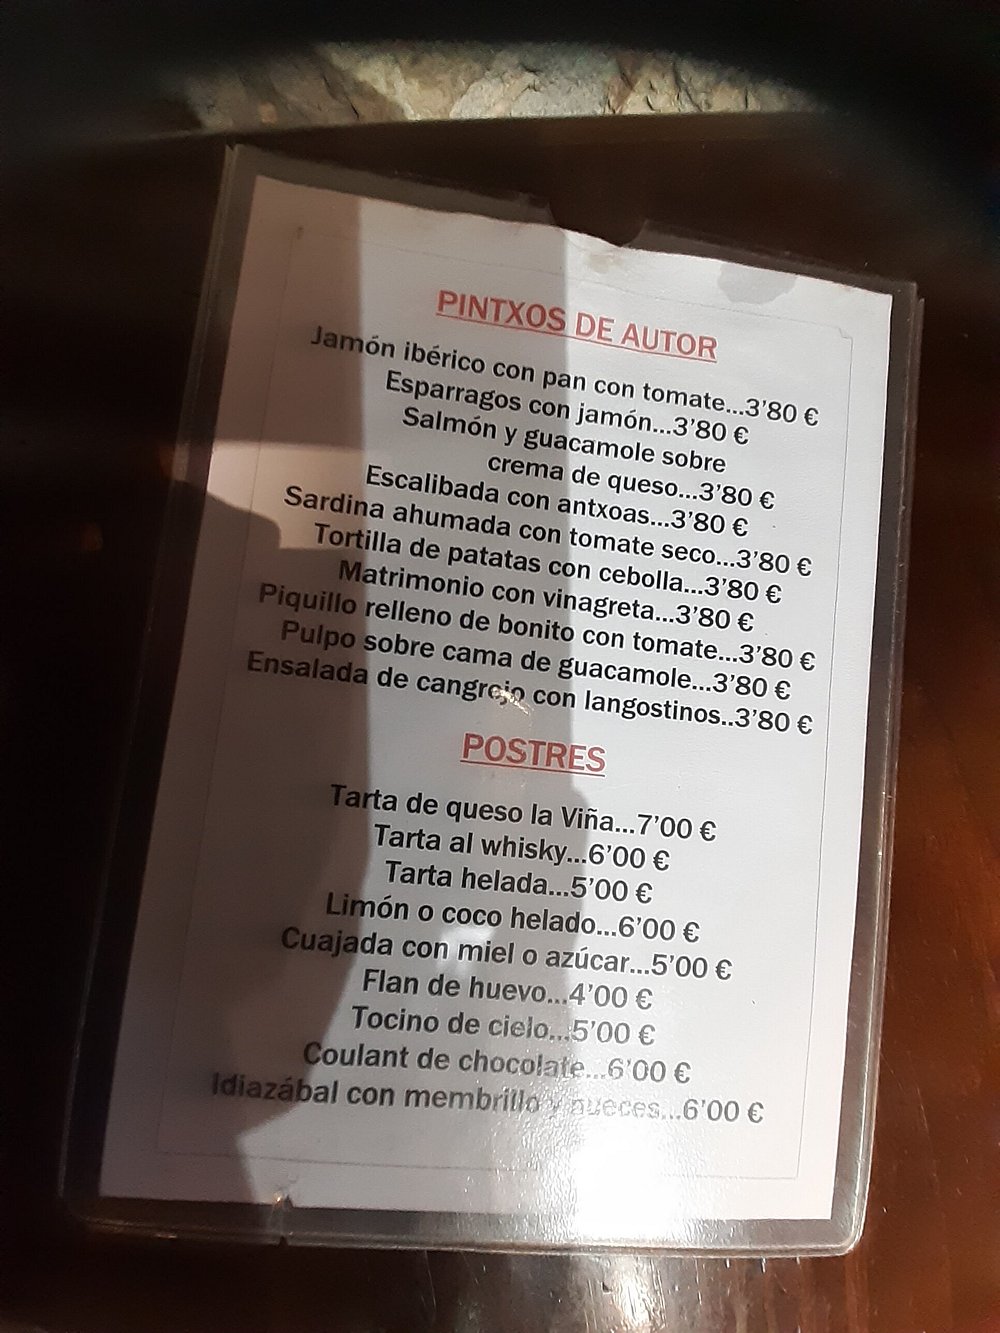 PINTXOS DE AUTOR
Jamón ibérico con pan con tomate...3'80 €
Esparragos con jamón...3'80 €
Salmón y guacamole sobre
crema de queso...3'80 €
Escalibada con antxoas...3'80 €
Sardina ahumada con tomate seco...3'80 €
Tortilla de patatas con cebolla...3'80 €
Matrimonio con vinagreta...3'80 €
Piquillo relleno de bonito con tomate...3'80 €
Pulpo sobre cama de guacamole...3'80 €
Ensalada de cangrejo con langostinos..3'80 €
POSTRES
Tarta de queso la Viña...7'00 €
Tarta al whisky...6'00 €
Tarta helada...5'00 €
Limón o coco helado...6'00 €
Cuajada con miel o azúcar...5'00 €
Flan de huevo...4'00 €
Tocino de cielo...5'00 €
Coulant de chocolate...6'00 €
Idiazábal con membrillo y nueces...6'00 €